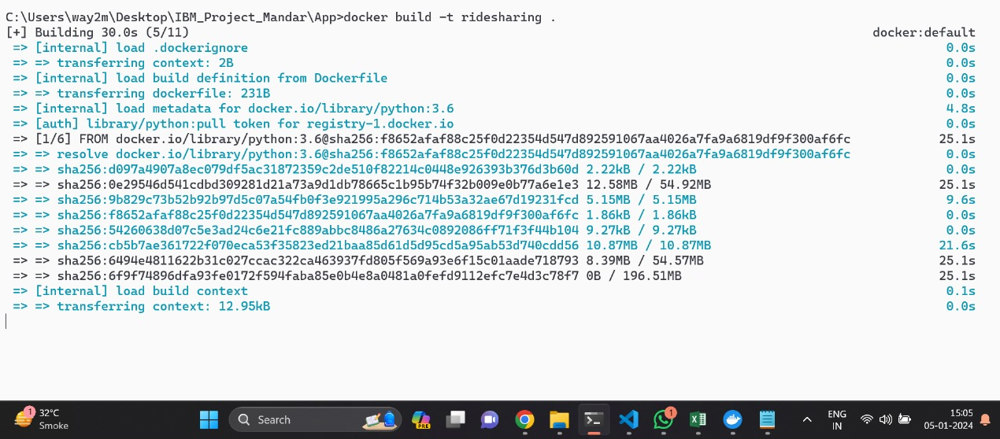 C:\Users\way2m\Desktop\IBM_Project_Mandar\App>docker build -t ridesharing .
[+] Building 30.0s (5/11) docker:default
=> [internal] load .dockerignore 0.0s
=> => transferring context: 2B 0.0s
=> [internal] load build definition from Dockerfile 0.0s
=> => transferring dockerfile: 231B 0.0s
=> [internal] load metadata for docker.io/library/python:3.6 4.8s
=> [auth] library/python:pull token for registry-1.docker.io 0.0s
=> [1/6] FROM docker.io/library/python:3.6@sha256:f8652afaf88c25f0d22354d547d892591067aa4026a7fa9a6819df9f300af6fc 25.1s
=> => resolve docker.io/library/python:3.6@sha256:f8652afaf88c25f0d22354d547d892591067aa4026a7fa9a6819df9f300af6fc 0.0s
=> => sha256:d097a4907a8ec079df5ac31872359c2de510f82214c0448e926393b376d3b60d 2.22kB / 2.22kB 0.0s
=> => sha256:0e29546d541cdbd309281d21a73a9d1db78665c1b95b74f32b009e0b77a6e1e3 12.58MB / 54.92MB 25.1s
=> => sha256:9b829c73b52b92b97d5c07a54fb0f3e921995a296c714b53a32ae67d19231fcd 5.15MB / 5.15MB 9.6s
=> => sha256:f8652afaf88c25f0d22354d547d892591067aa4026a7fa9a6819df9f300af6fc 1.86kB / 1.86kB 0.0s
=> => sha256:54260638d07c5e3ad24c6e21fc889abbc8486a27634c0892086ff71f3f44b104 9.27kB / 9.27kB 0.0s
=> => sha256:cb5b7ae361722f070eca53f35823ed21baa85d61d5d95cd5a95ab53d740cdd56 10.87MB / 10.87MB 21.6s
=> => sha256:6494e4811622b31c027ccac322ca463937fd805f569a93e6f15c01aade718793 8.39MB / 54.57MB 25.1s
=> => sha256:6f9f74896dfa93fe0172f594faba85e0b4e8a0481a0fefd9112efc7e4d3c78f7 0B / 196.51MB 25.1s
=> [internal] load build context 0.1s
=> => transferring context: 12.95kB 0.0s
1
32°C
Smoke
Search
PRE
1
ENG
IN
15:05
05-01-2024